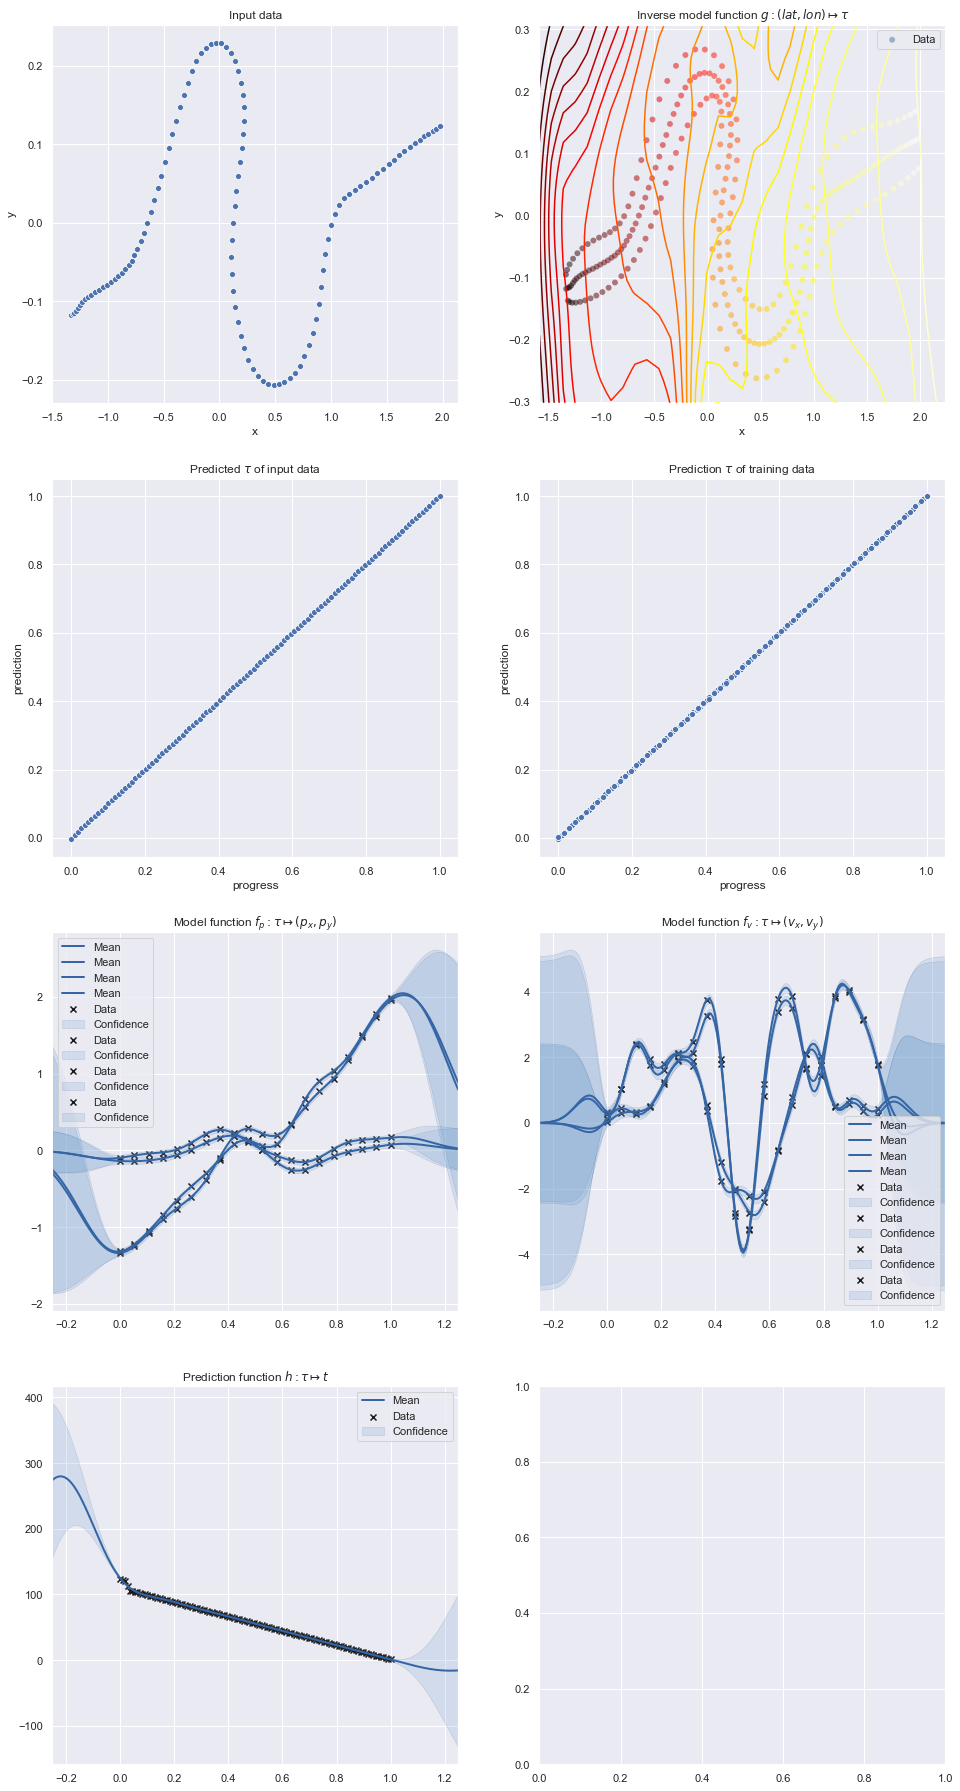 Input data
0.2
0.1
0.0
−0.1
−0.2
y
−1.5 −1.0 −0.5 0.0 0.5 1.0 1.5 2.0
x
Inverse model function g : (lat, lon) ↦ τ
Data
0.3
0.2
0.1
0.0
−0.1
−0.2
−0.3
y
−1.5 −1.0 −0.5 0.0 0.5 1.0 1.5 2.0
x
Predicted τ of input data
1.0
0.8
0.6
0.4
0.2
0.0
prediction
0.0 0.2 0.4 0.6 0.8 1.0
progress
Prediction τ of training data
1.0
0.8
0.6
0.4
0.2
0.0
prediction
0.0 0.2 0.4 0.6 0.8 1.0
progress
Model function f_p : τ ↦ (p_x, p_y)
Mean
Mean
Mean
Mean
Data
Confidence
Data
Confidence
Data
Confidence
Data
Confidence
2
1
0
−1
−2
−0.2 0.0 0.2 0.4 0.6 0.8 1.0 1.2
Model function f_v : τ ↦ (v_x, v_y)
4
2
0
−2
−4
Mean
Mean
Mean
Mean
Data
Confidence
Data
Confidence
Data
Confidence
Data
Confidence
−0.2 0.0 0.2 0.4 0.6 0.8 1.0 1.2
Prediction function h : τ ↦ t
Mean
Data
Confidence
400
300
200
100
0
−100
−0.2 0.0 0.2 0.4 0.6 0.8 1.0 1.2
1.0
0.8
0.6
0.4
0.2
0.0
0.0 0.2 0.4 0.6 0.8 1.0